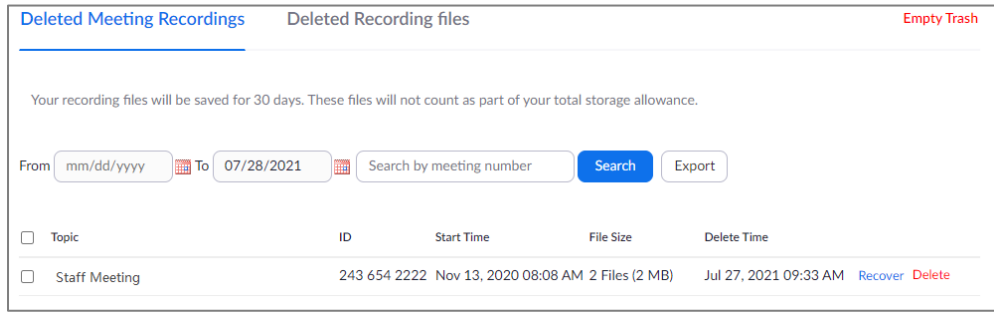 Deleted Meeting Recordings Deleted Recording files Empty Trash
Your recording files will be saved for 30 days. These files will not count as part of your total storage allowance.
From mm/dd/yyyy To 07/28/2021 Search by meeting number Search Export
Topic ID Start Time File Size Delete Time
Staff Meeting 243 654 2222 Nov 13, 2020 08:08 AM 2 Files (2 MB) Jul 27, 2021 09:33 AM Recover Delete